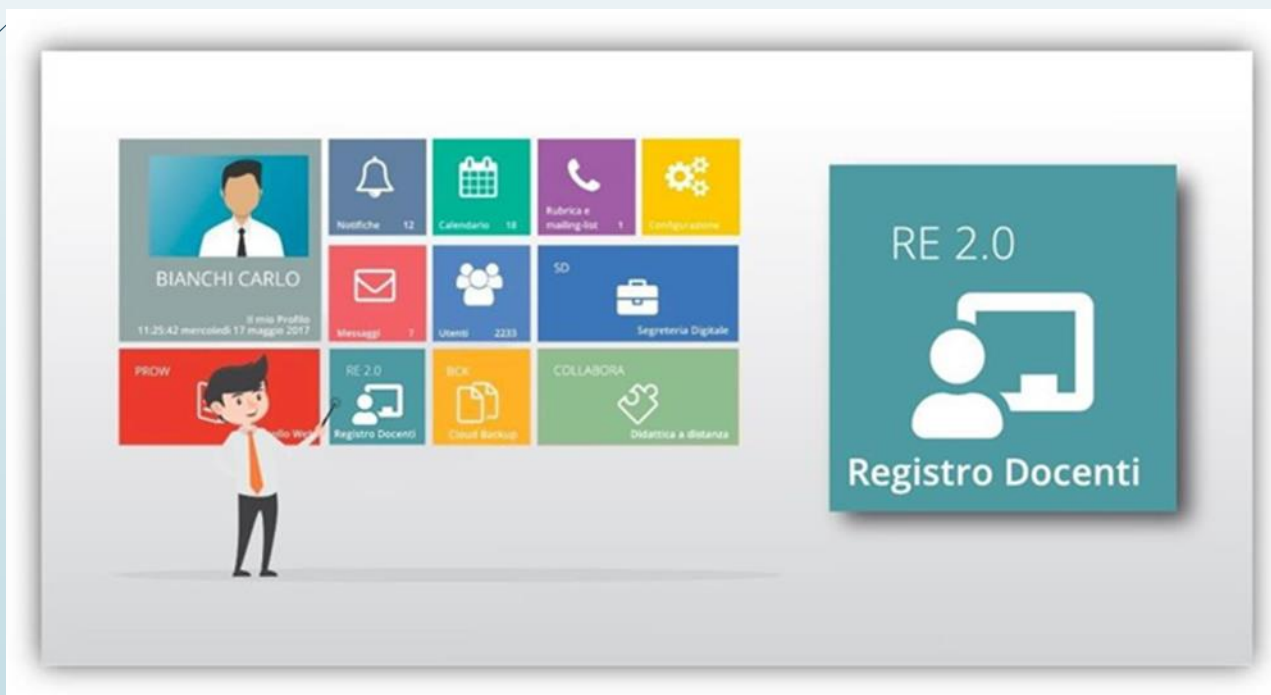 BIANCHI CARLO
Il mio Profilo
11:25:42 mercoledì 17 maggio 2017
Notifiche 12
Calendario 18
Rubrica e
mailing-list 1
Configurazione
Messaggi 7
Utenti 2233
SD
Segreteria Digitale
PROW
Web
RE 2.0
Registro Docenti
BCK
Cloud Backup
COLLABORA
Didattica a distanza
RE 2.0
Registro Docenti